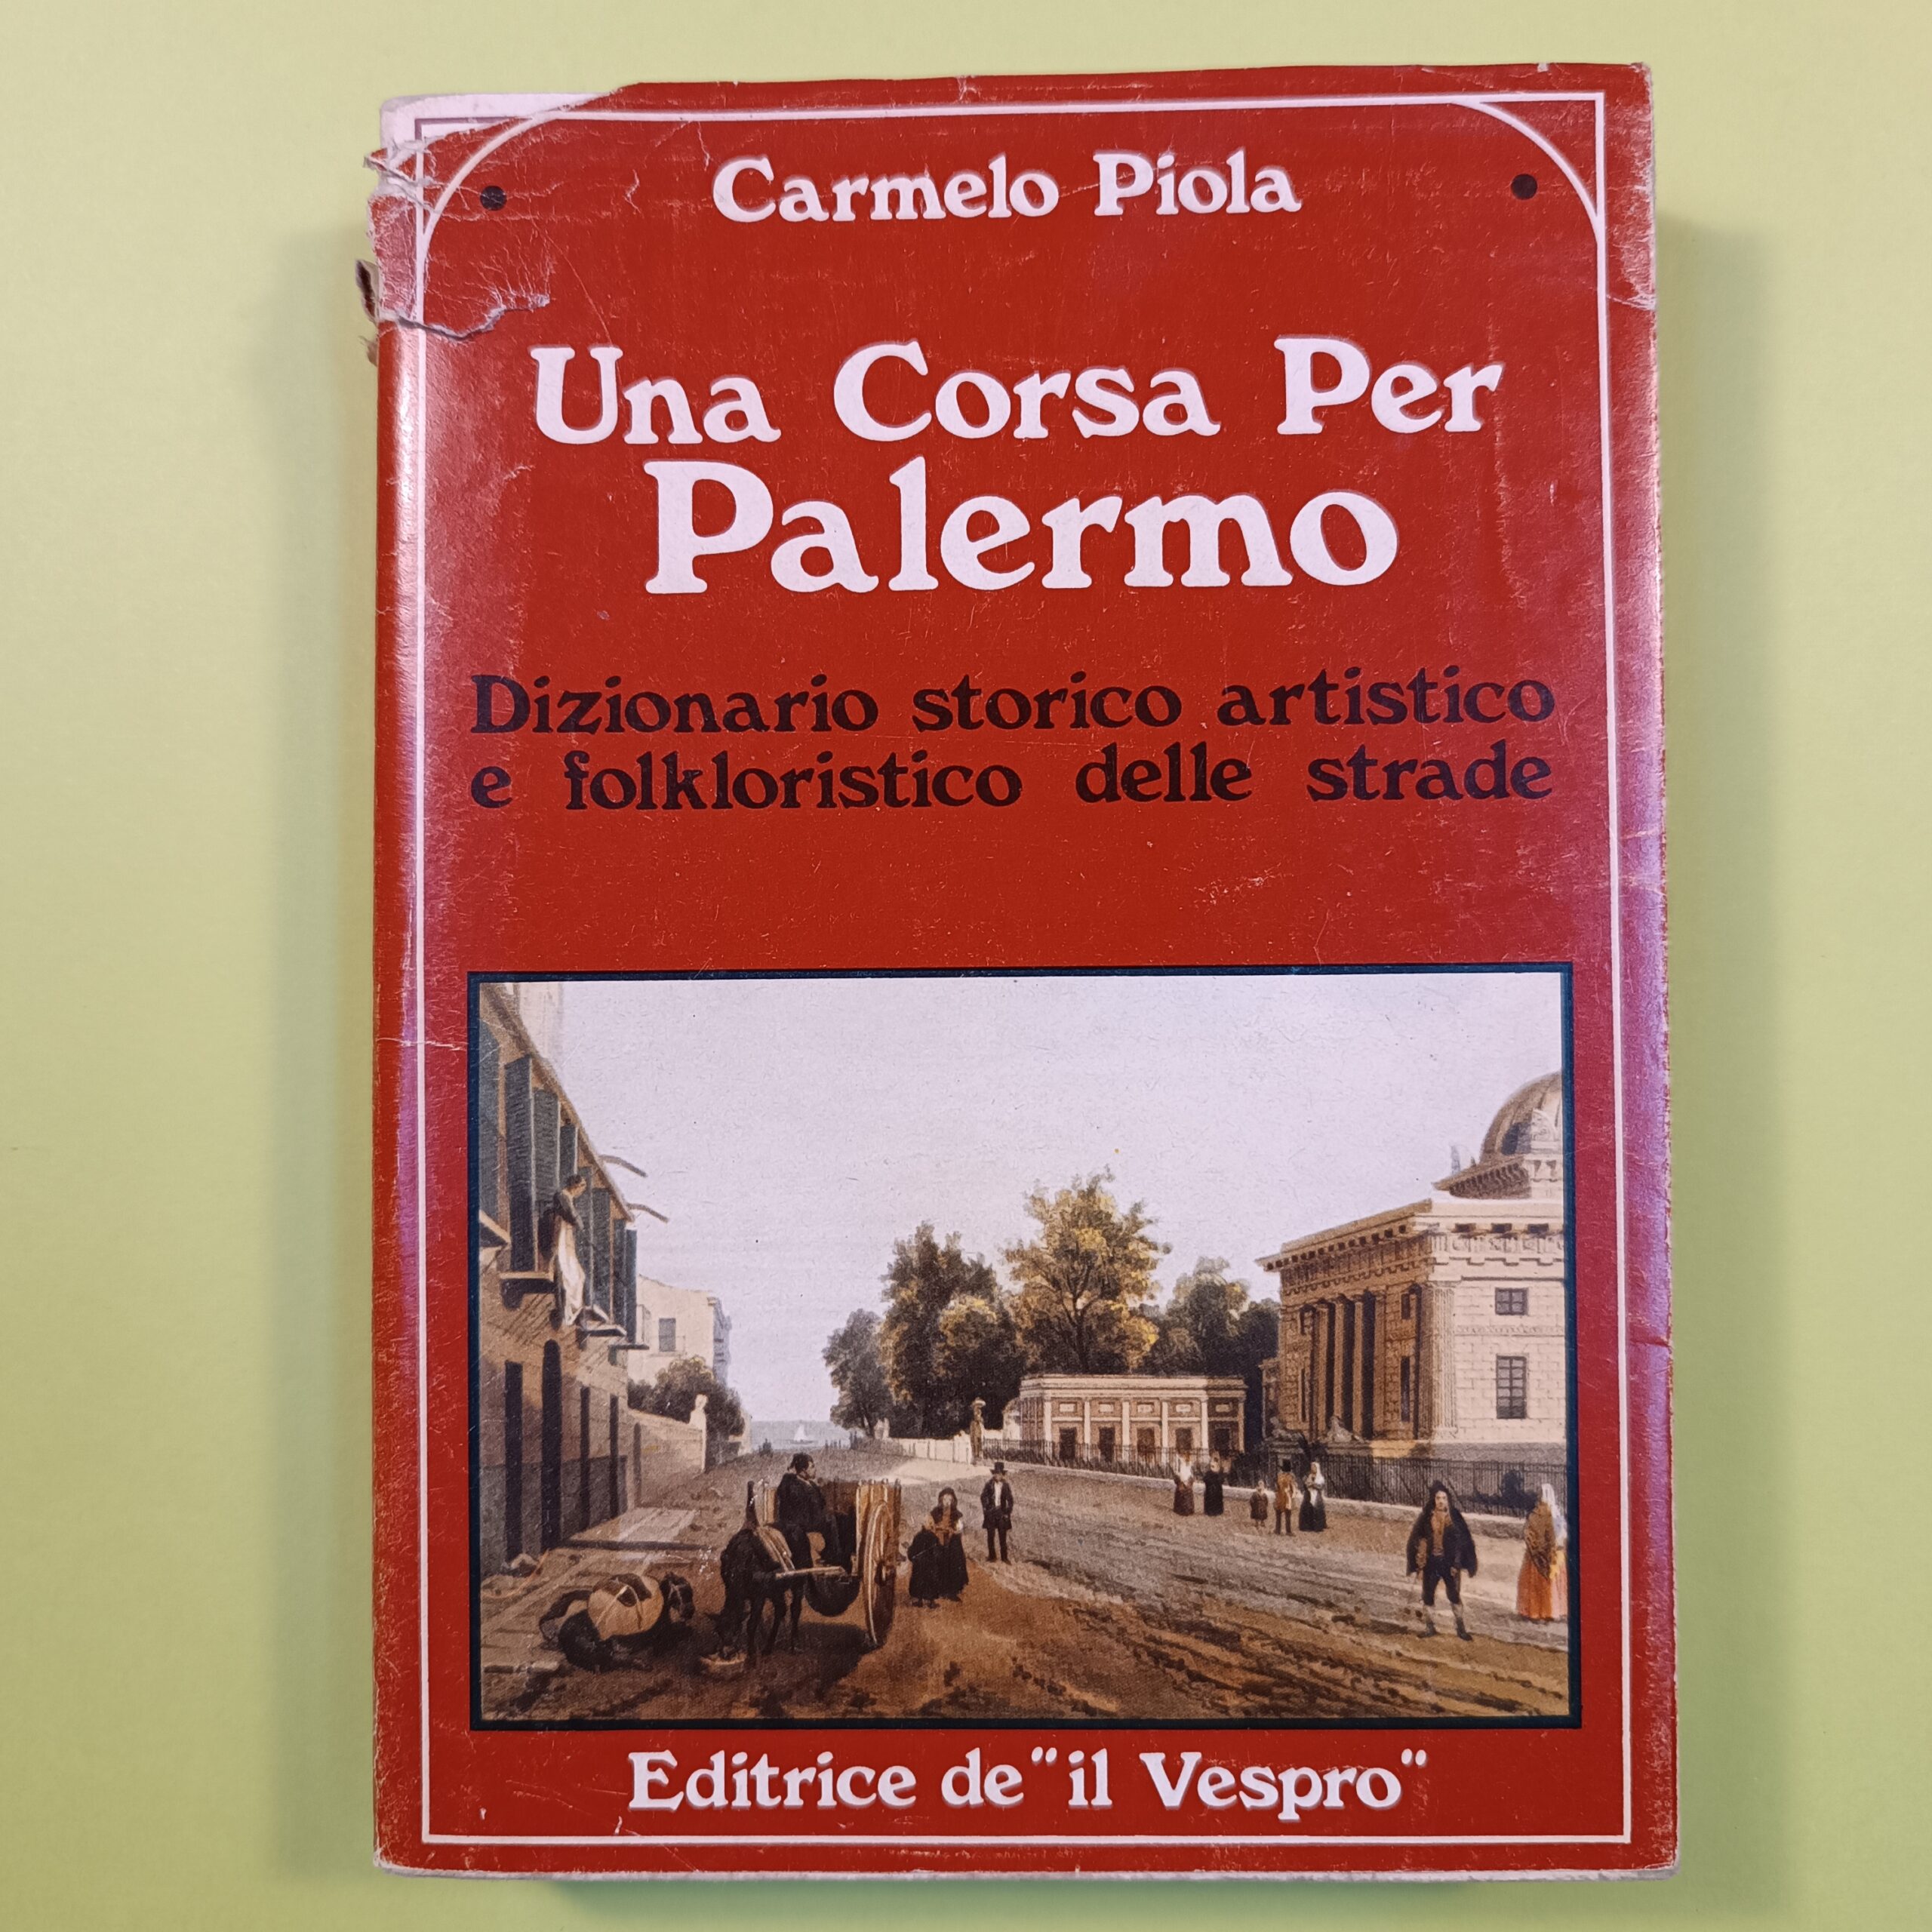 Carmelo Piola
Una Corsa Per
Palermo
Dizionario storico artistico
e folkloristico delle strade
Editrice de "il Vespro"